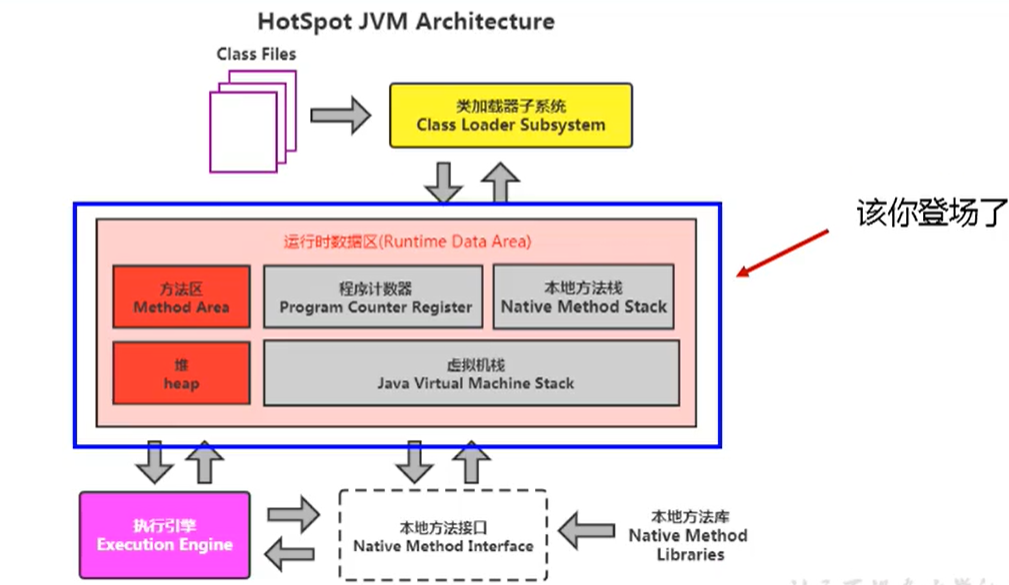 HotSpot JVM Architecture
Class Files
类加载器子系统
Class Loader Subsystem
该你登场了
运行时数据区(Runtime Data Area)
方法区
Method Area
程序计数器
Program Counter Register
本地方法栈
Native Method Stack
堆
heap
虚拟机栈
Java Virtual Machine Stack
执行引擎
Execution Engine
本地方法接口
Native Method Interface
本地方法库
Native Method
Libraries